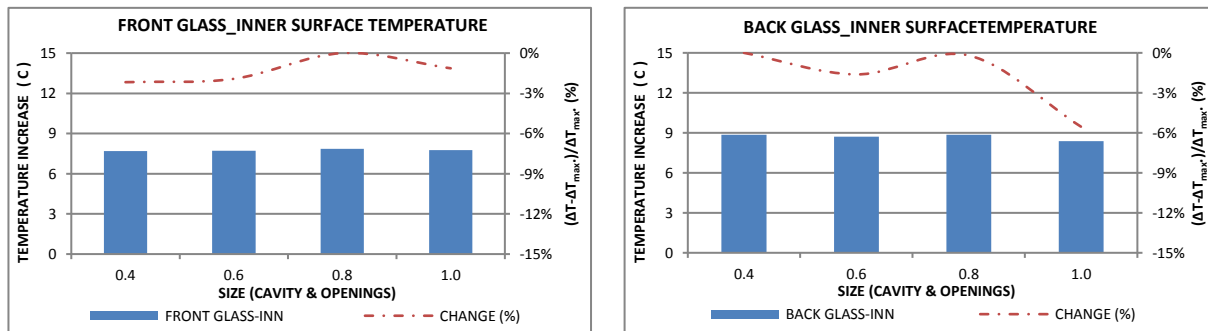 FRONT GLASS_INNER SURFACE TEMPERATURE
TEMPERATURE INCREASE ( C )
15
12
9
6
3
0
0%
-3%
-6%
-9%
-12%
-15%
(ΔT-ΔTmax.)/ΔTmax. (%)
0.4 0.6 0.8 1.0
SIZE (CAVITY & OPENINGS)
FRONT GLASS-INN CHANGE (%)
BACK GLASS_INNER SURFACETEMPERATURE
TEMPERATURE INCREASE ( C )
15
12
9
6
3
0
0%
-3%
-6%
-9%
-12%
-15%
(ΔT-ΔTmax.)/ΔTmax. (%)
0.4 0.6 0.8 1.0
SIZE (CAVITY & OPENINGS)
BACK GLASS-INN CHANGE (%)